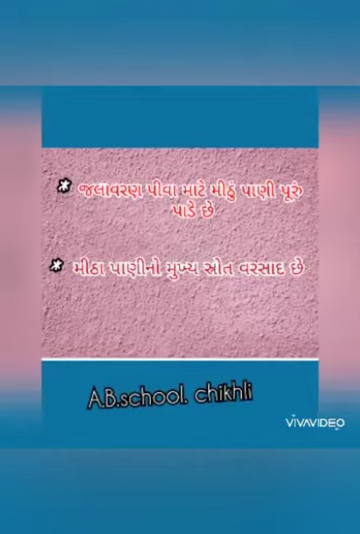 * જલાવરણ પીવા માટે મીઠું પાણી પૂરું
પાડે છે
* મીઠા પાણીનો મુખ્ય સ્રોત વરસાદ છે
A.B.school. chikhli
VIVAVIDEO